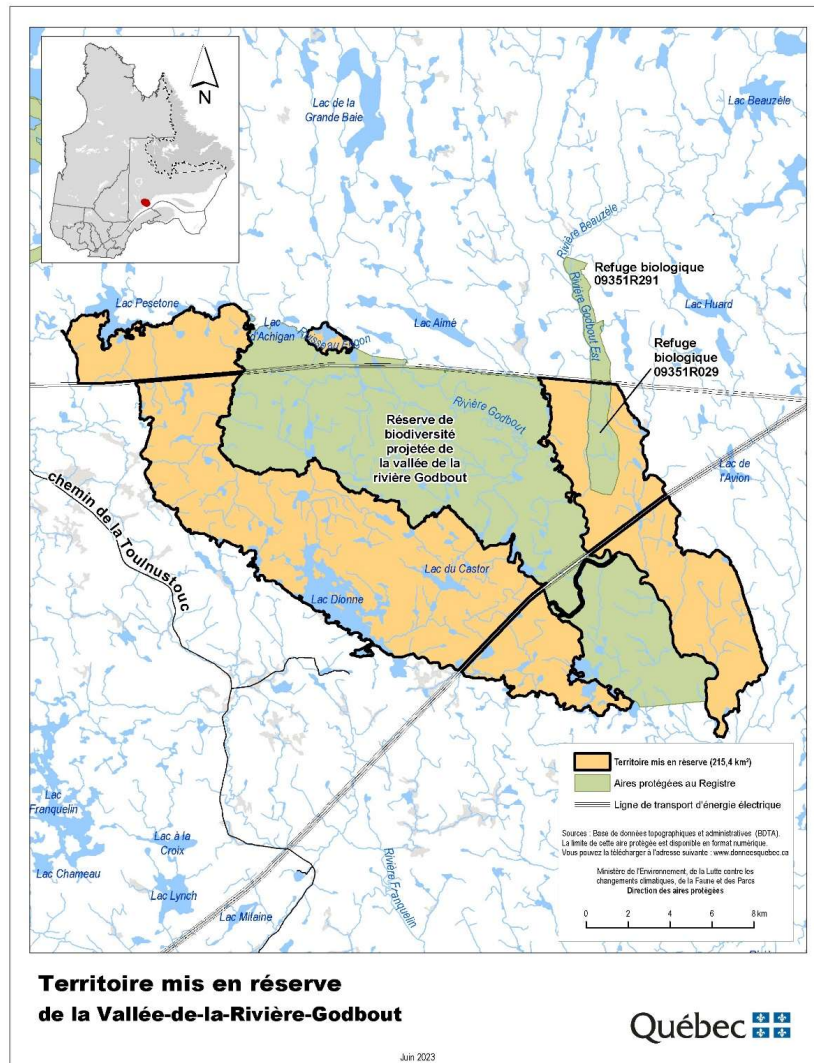 N
Lac de la
Grande Baie
Lac Beauzèle
Rivière Beauzèle
Refuge biologique
09351R291
Rivière Godbout Est
Lac Huard
Lac Pesetone
Lac
d'Achigan
Lac Aimé
Refuge
biologique
09351R029
Rivière Godbout
Réserve de
biodiversité
projetée de
la vallée de la
rivière Godbout
Lac de
l'Avion
chemin de la Toulnustouc
Lac du Castor
Lac Dionne
Territoire mis en réserve (215,4 km²)
Aires protégées au Registre
Ligne de transport d'énergie électrique
Sources : Base de données topographiques et administratives (BDTA).
La limite de cette aire protégée est disponible en format numérique.
Vous pouvez la télécharger à l'adresse suivante : www.donneesquebec.ca
Ministère de l'Environnement, de la Lutte contre les
changements climatiques, de la Faune et des Parcs
Direction des aires protégées
0 2 4 6 8 km
Lac
Franquelin
Lac à la
Croix
Lac Chameau
Lac Lynch
Lac Mitaine
Rivière Franquelin
Territoire mis en réserve
de la Vallée-de-la-Rivière-Godbout
Québec
Juin 2023